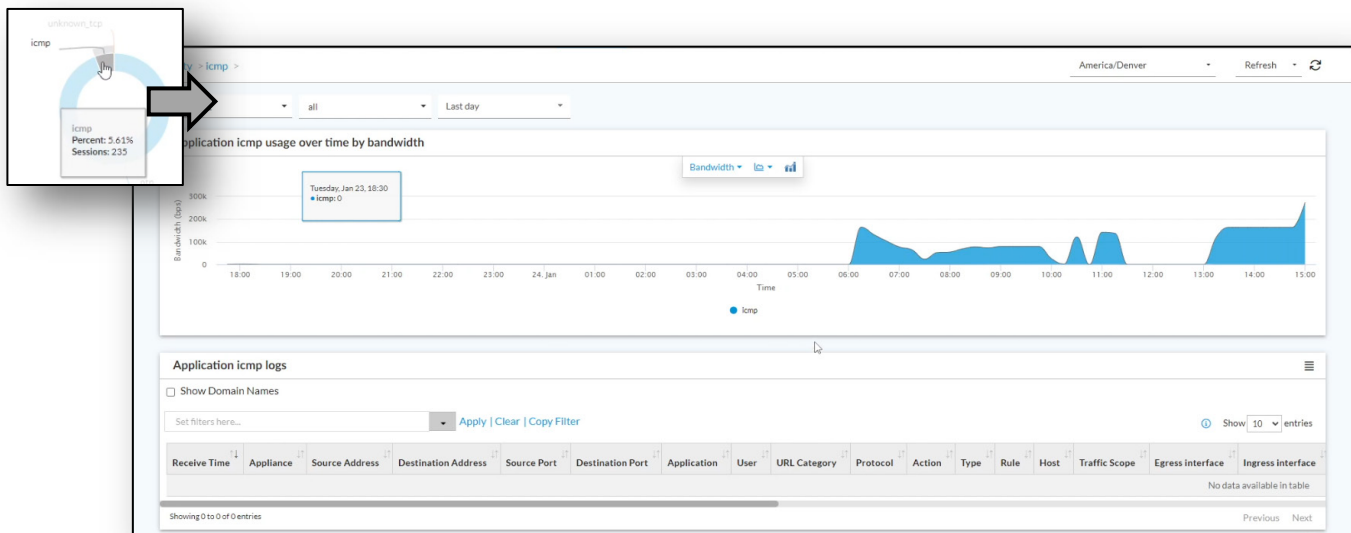 unknown_tcp
icmp
icmp
Percent: 5.61%
Sessions: 235
> icmp >
America/Denver
Refresh
all
Last day
plication icmp usage over time by bandwidth
Bandwidth
Tuesday, Jan 23, 18:30
icmp: 0
Bandwidth (bps)
300k
200k
100k
0
18:00 19:00 20:00 21:00 22:00 23:00 24. Jan 01:00 02:00 03:00 04:00 05:00 06:00 07:00 08:00 09:00 10:00 11:00 12:00 13:00 14:00 15:00
Time
icmp
Application icmp logs
Show Domain Names
Set filters here...
Apply | Clear | Copy Filter
Show 10 entries
Receive Time Appliance Source Address Destination Address Source Port Destination Port Application User URL Category Protocol Action Type Rule Host Traffic Scope Egress interface Ingress interface
No data available in table
Showing 0 to 0 of 0 entries
Previous Next